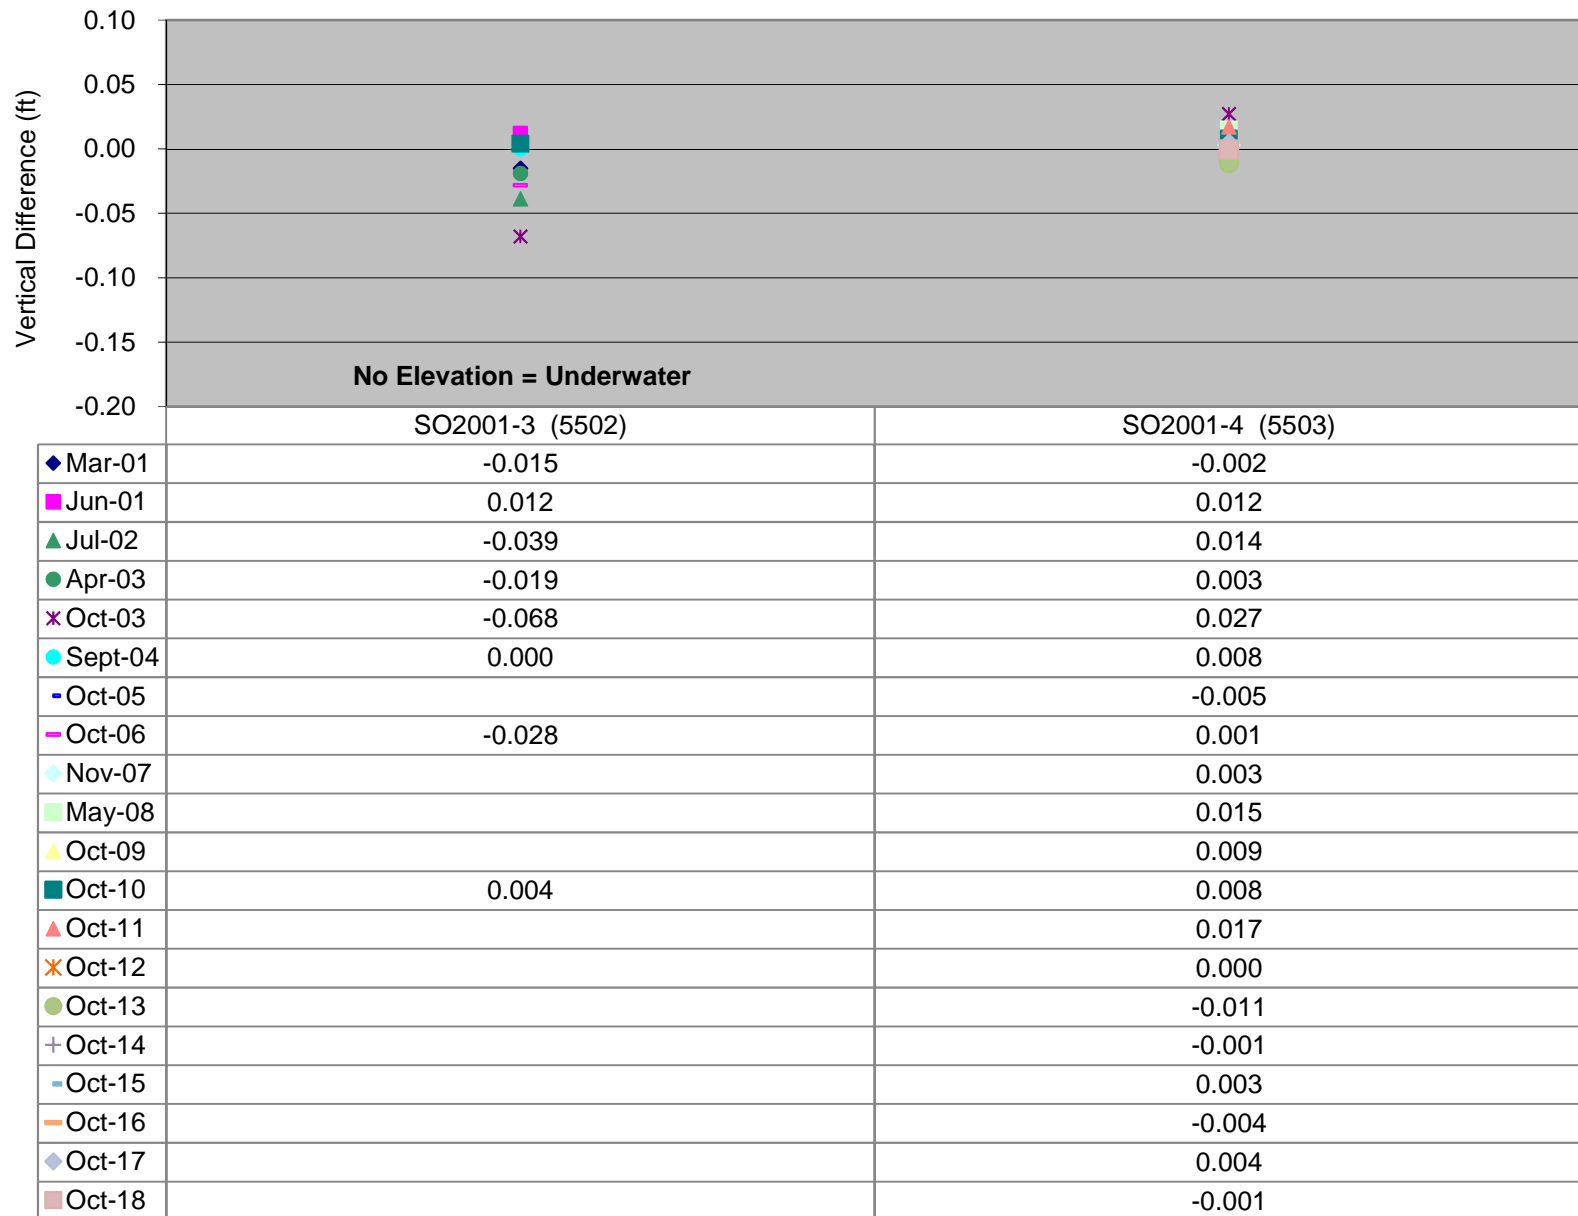 0.10
0.05
0.00
-0.05
-0.10
-0.15
-0.20
Vertical Difference (ft)
No Elevation = Underwater
SO2001-3 (5502) SO2001-4 (5503)
Mar-01 -0.015 -0.002
Jun-01 0.012 0.012
Jul-02 -0.039 0.014
Apr-03 -0.019 0.003
Oct-03 -0.068 0.027
Sept-04 0.000 0.008
Oct-05 -0.005
Oct-06 -0.028 0.001
Nov-07 0.003
May-08 0.015
Oct-09 0.009
Oct-10 0.004 0.008
Oct-11 0.017
Oct-12 0.000
Oct-13 -0.011
Oct-14 -0.001
Oct-15 0.003
Oct-16 -0.004
Oct-17 0.004
Oct-18 -0.001